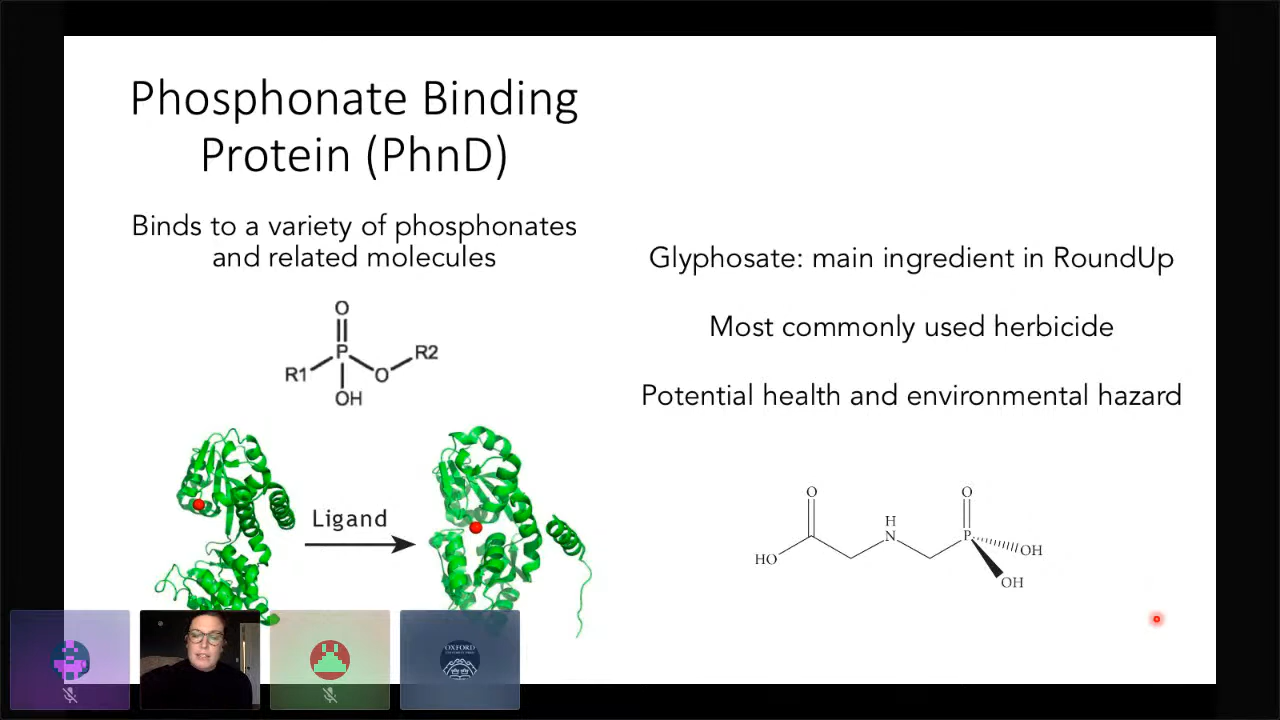 Phosphonate Binding
Protein (PhnD)
Binds to a variety of phosphonates
and related molecules
O
P
R1
O
R2
OH
Ligand
Glyphosate: main ingredient in RoundUp
Most commonly used herbicide
Potential health and environmental hazard
O
O
H
N
P
HO
OH
OH
OXFORD